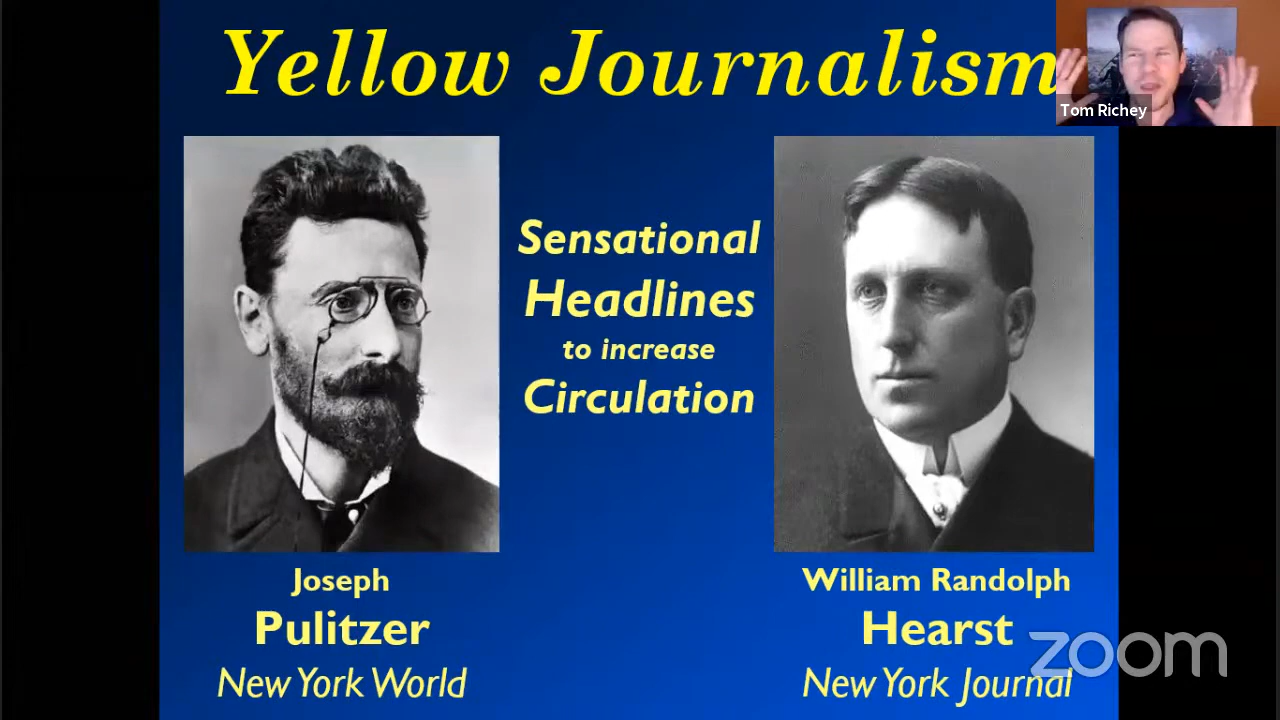 Yellow Journalism
Tom Richey
Sensational
Headlines
to increase
Circulation
Joseph
Pulitzer
New York World
William Randolph
Hearst
New York Journal
zoom